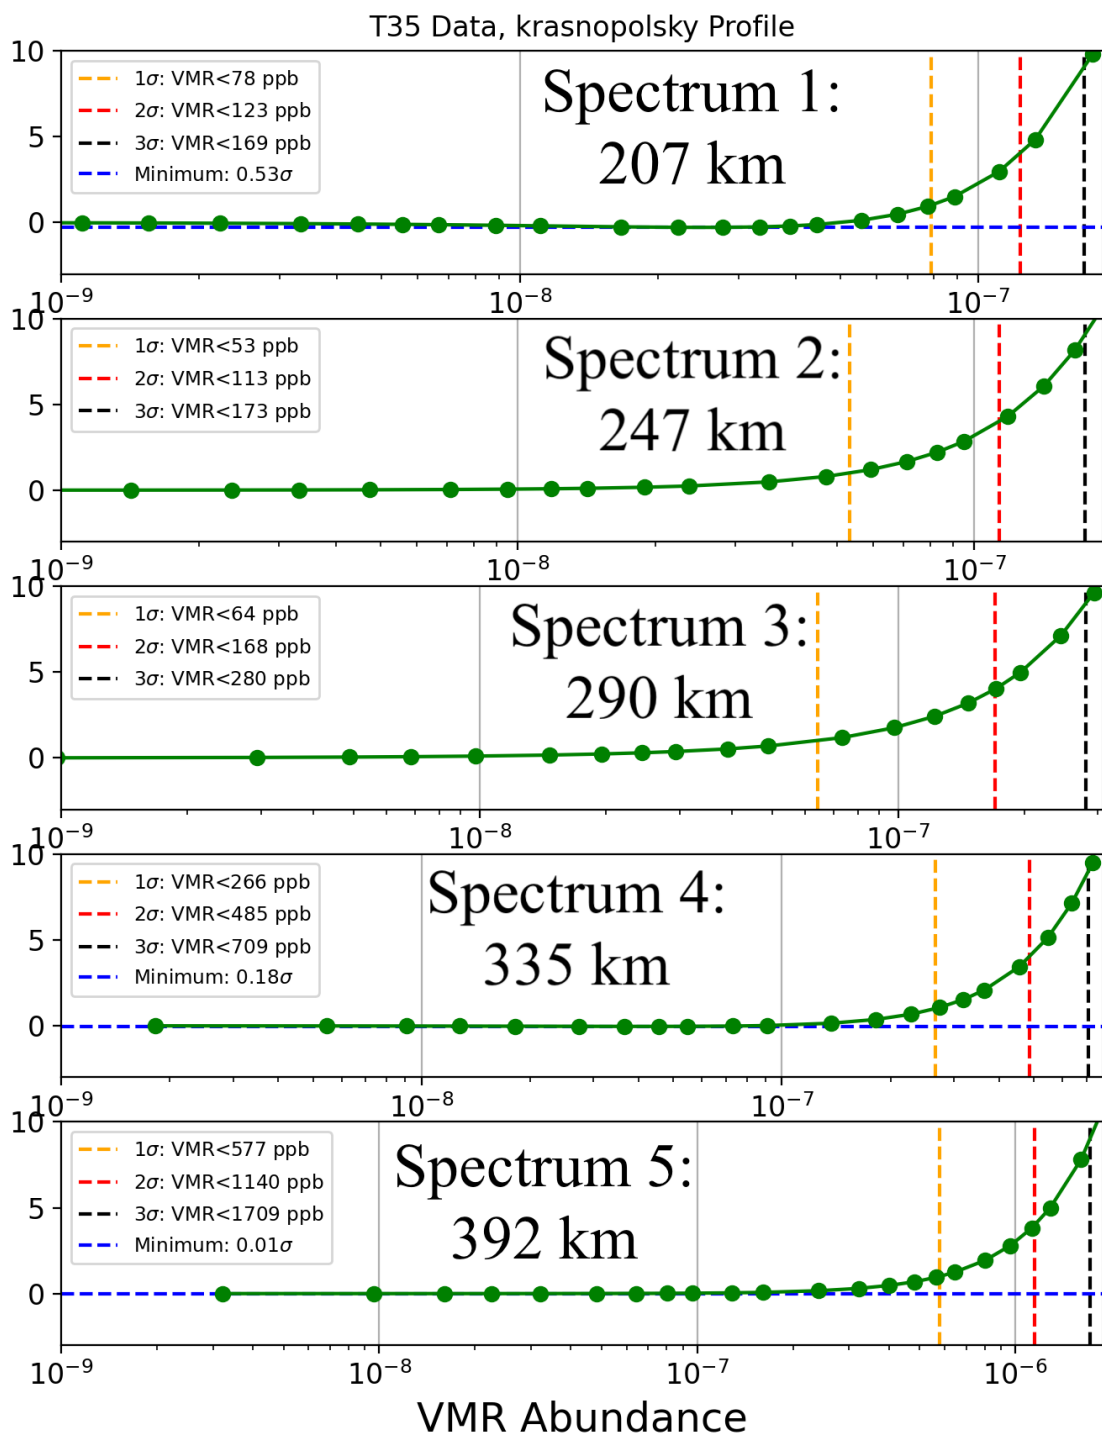 T35 Data, krasnopolsky Profile
10
5
0
1σ: VMR<78 ppb
2σ: VMR<123 ppb
3σ: VMR<169 ppb
Minimum: 0.53σ
Spectrum 1:
207 km
10⁻⁹ 10⁻⁸ 10⁻⁷
10
5
0
1σ: VMR<53 ppb
2σ: VMR<113 ppb
3σ: VMR<173 ppb
Spectrum 2:
247 km
10⁻⁹ 10⁻⁸ 10⁻⁷
10
5
0
1σ: VMR<64 ppb
2σ: VMR<168 ppb
3σ: VMR<280 ppb
Spectrum 3:
290 km
10⁻⁹ 10⁻⁸ 10⁻⁷
10
5
0
1σ: VMR<266 ppb
2σ: VMR<485 ppb
3σ: VMR<709 ppb
Minimum: 0.18σ
Spectrum 4:
335 km
10⁻⁹ 10⁻⁸ 10⁻⁷
10
5
0
1σ: VMR<577 ppb
2σ: VMR<1140 ppb
3σ: VMR<1709 ppb
Minimum: 0.01σ
Spectrum 5:
392 km
10⁻⁹ 10⁻⁸ 10⁻⁷ 10⁻⁶
VMR Abundance